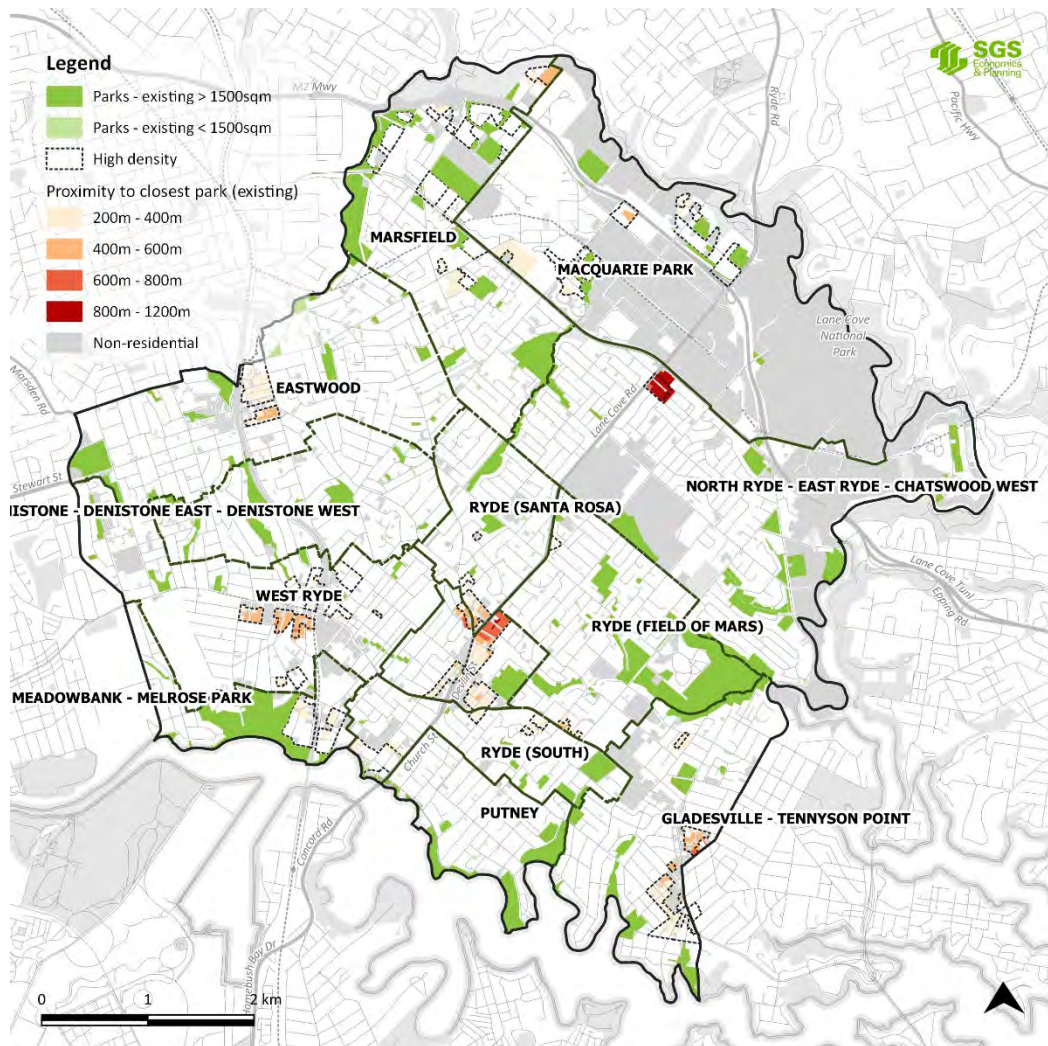 Legend
Parks - existing > 1500sqm
Parks - existing < 1500sqm
High density
Proximity to closest park (existing)
200m - 400m
400m - 600m
600m - 800m
800m - 1200m
Non-residential
SGS
Economics
& Planning
M2 Mwy
Ryde Rd
Pacific Hwy
MARSFIELD
MACQUARIE PARK
Lane Cove
National
Park
Marsden Rd
EASTWOOD
Lane Cove Rd
Stewart St
NORTH RYDE - EAST RYDE - CHATSWOOD WEST
NISTONE - DENISTONE EAST - DENISTONE WEST
RYDE (SANTA ROSA)
Lane Cove Tunl
Epping Rd
WEST RYDE
RYDE (FIELD OF MARS)
Devlin St
MEADOWBANK - MELROSE PARK
Church St
RYDE (SOUTH)
PUTNEY
GLADESVILLE - TENNYSON POINT
Concord Rd
Homebush Bay Dr
0 1 2 km